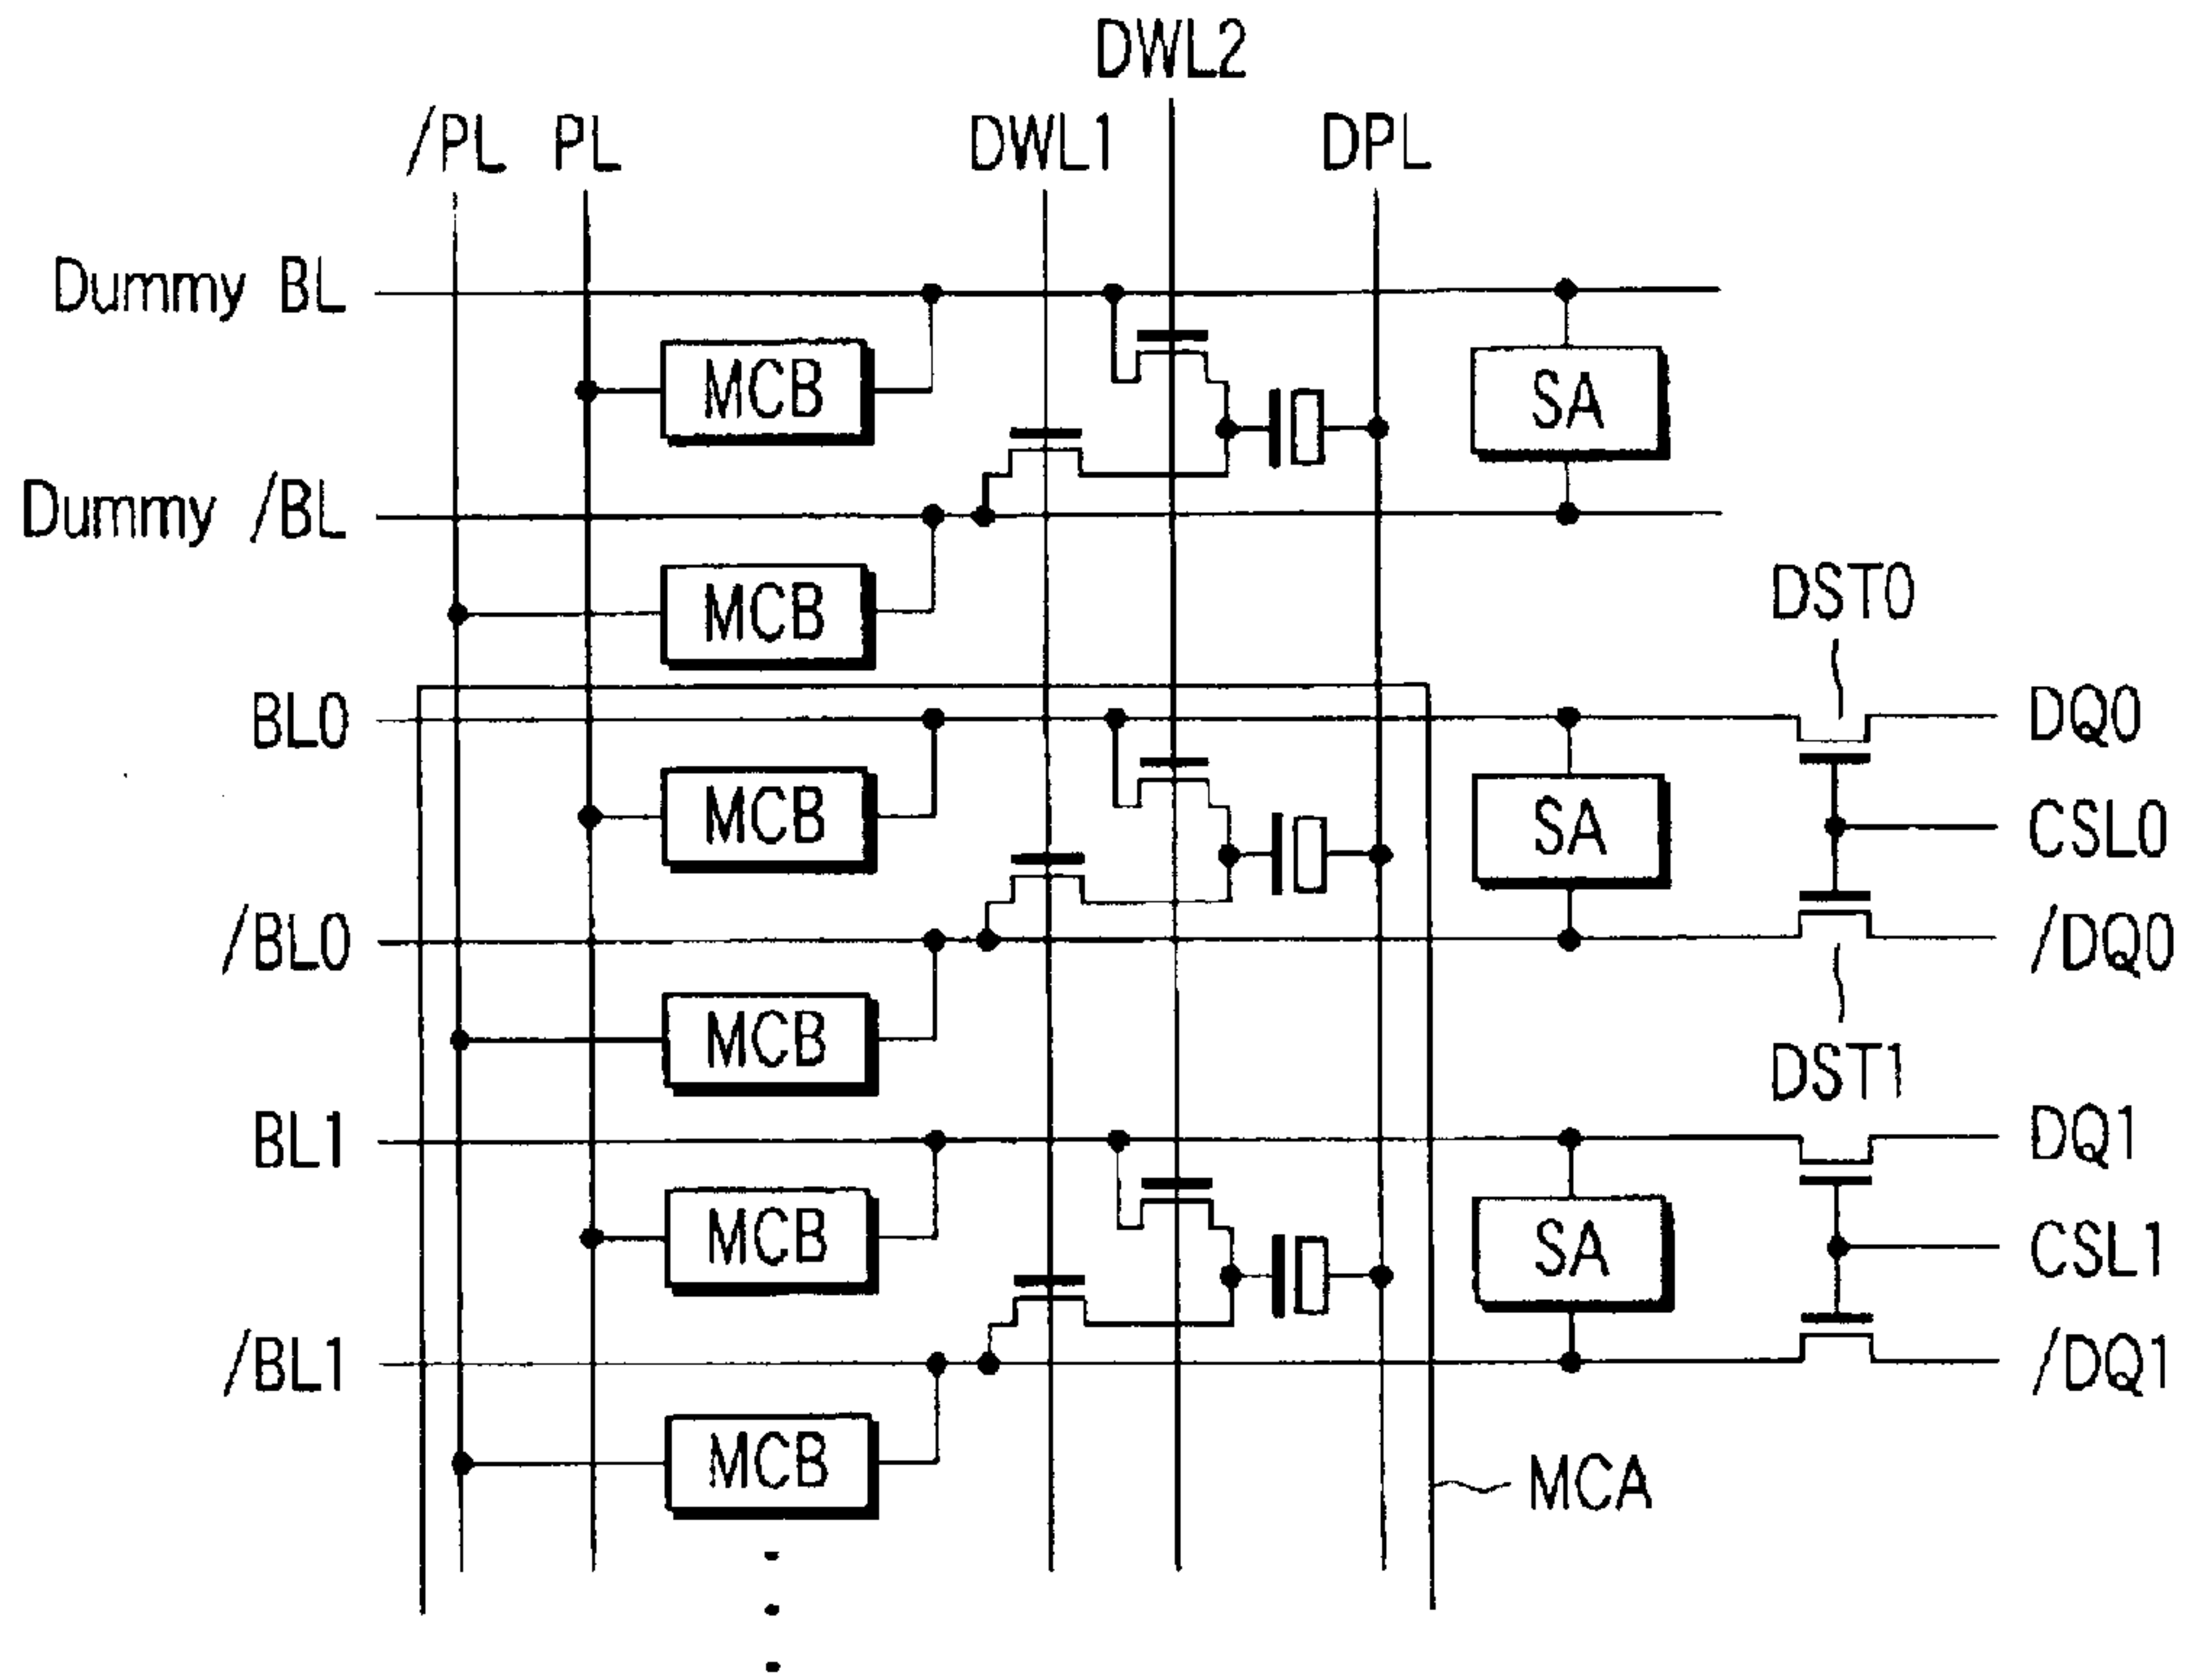 DWL2
/PL PL DWL1 DPL
Dummy BL
MCB SA
Dummy /BL
MCB
DST0
BL0 DQ0
MCB SA CSL0
/BL0 /DQ0
MCB
DST1
BL1 DQ1
MCB SA CSL1
/BL1 /DQ1
MCB MCA